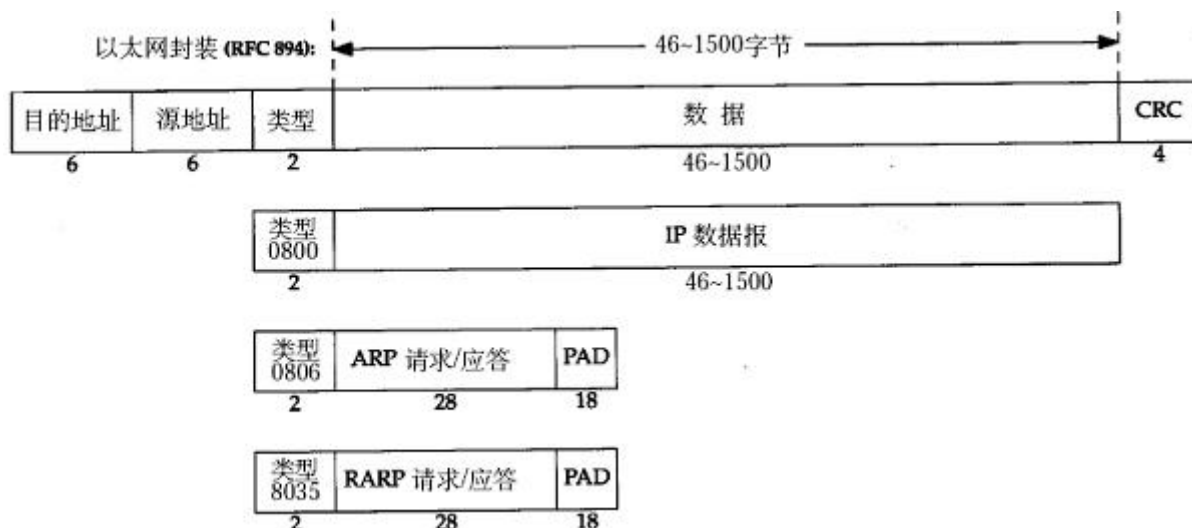 以太网封装 (RFC 894):
46~1500字节
目的地址 源地址 类型 数 据 CRC
6 6 2 46~1500 4
类型
0800
IP 数据报
2 46~1500
类型
0806
ARP 请求/应答 PAD
2 28 18
类型
8035
RARP 请求/应答 PAD
2 28 18